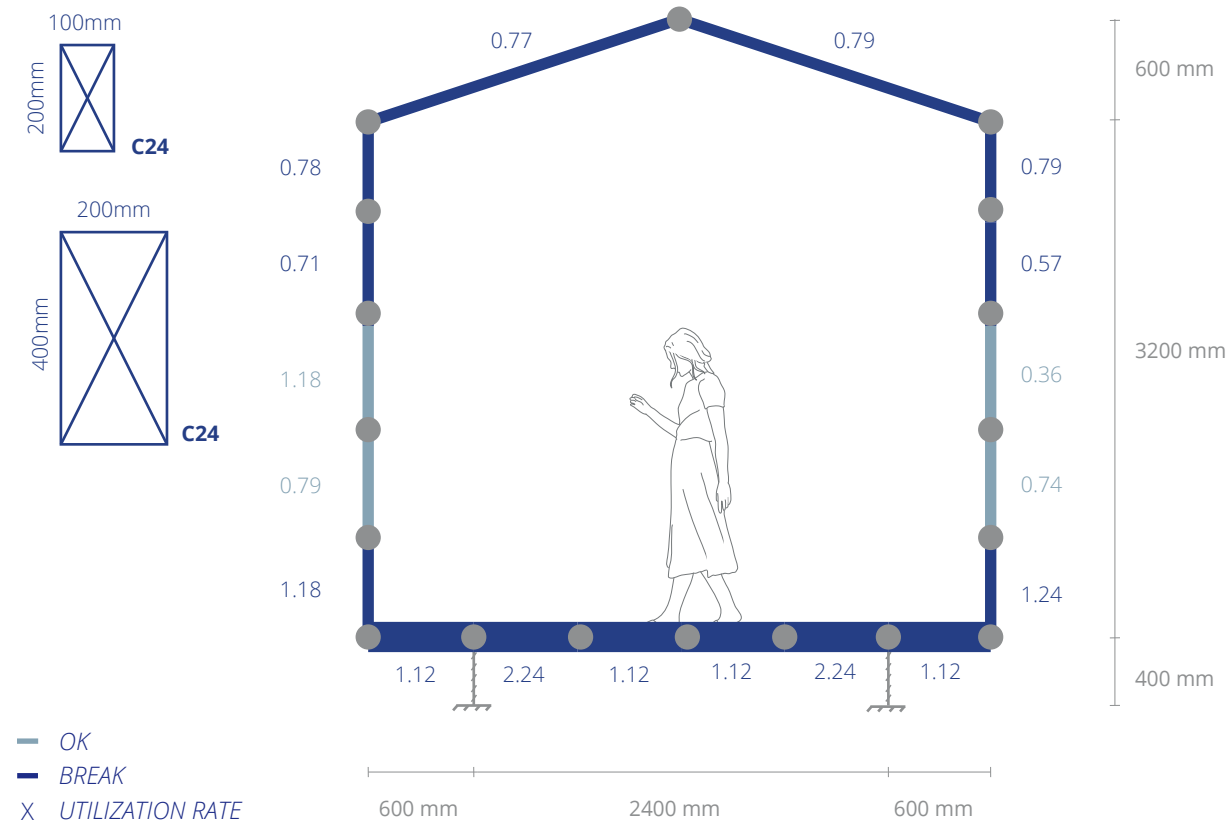 100mm
200mm
C24
200mm
400mm
C24
0.77
0.79
600 mm
0.78
0.79
0.71
0.57
3200 mm
1.18
0.36
0.79
0.74
1.18
1.24
1.12
2.24
1.12
1.12
2.24
1.12
400 mm
OK
BREAK
X UTILIZATION RATE
600 mm
2400 mm
600 mm